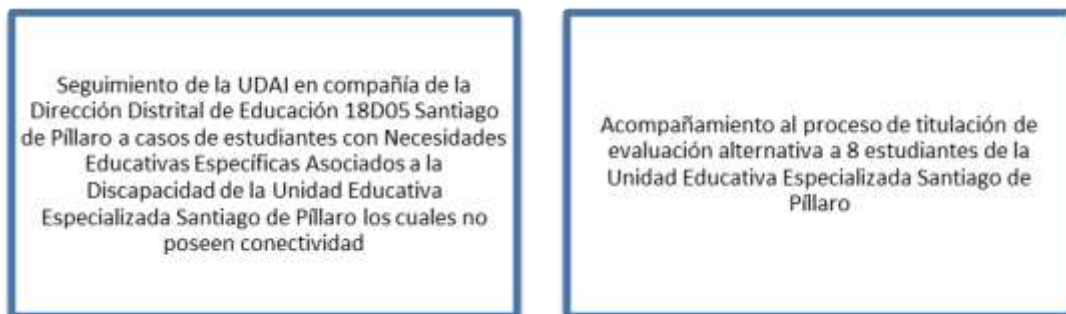 Seguimiento de la UDAI en compañía de la
Dirección Distrital de Educación 18D05 Santiago
de Píllaro a casos de estudiantes con Necesidades
Educativas Específicas Asociados a la
Discapacidad de la Unidad Educativa
Especializada Santiago de Píllaro los cuales no
poseen conectividad
Acompañamiento al proceso de titulación de
evaluación alternativa a 8 estudiantes de la
Unidad Educativa Especializada Santiago de
Píllaro